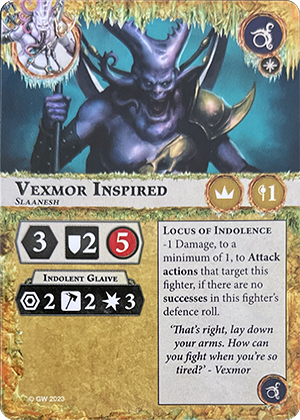 VEXMOR INSPIRED
SLAANESH
1
3 2 5
INDOLENT GLAIVE
2 2 3
LOCUS OF INDOLENCE
-1 Damage, to a
minimum of 1, to Attack
actions that target this
fighter, if there are no
successes in this fighter's
defence roll.
'That's right, lay down
your arms. How can
you fight when you're so
tired?' - Vexmor
© GW 2023